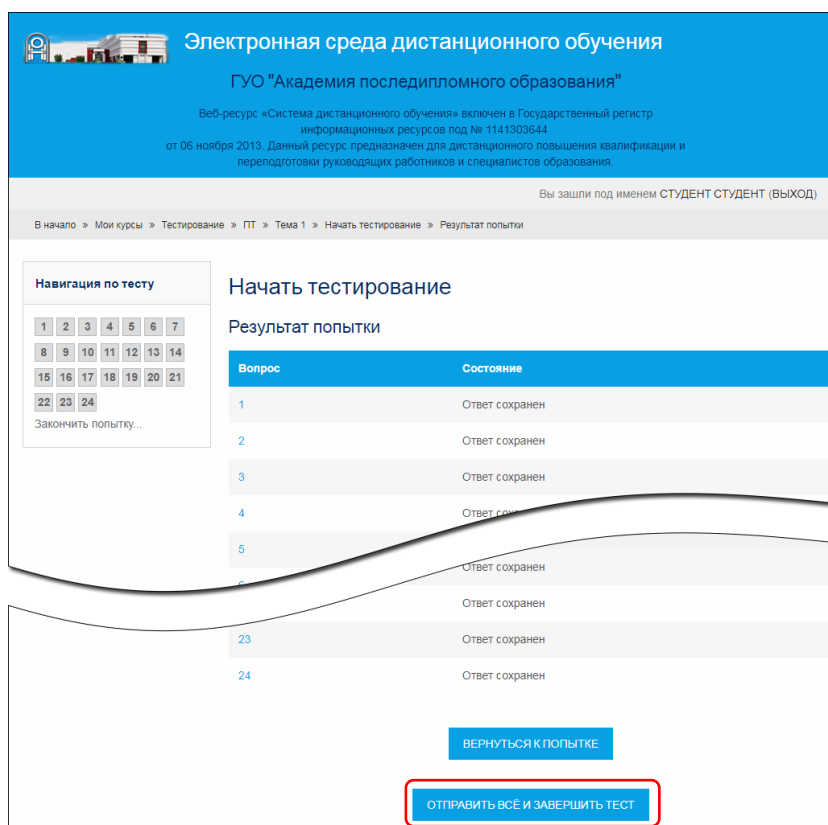 Электронная среда дистанционного обучения
ГУО "Академия последипломного образования"
Веб-ресурс «Система дистанционного обучения» включен в Государственный регистр
информационных ресурсов под № 1141303644
от 06 ноября 2013. Данный ресурс предназначен для дистанционного повышения квалификации и
переподготовки руководящих работников и специалистов образования.
Вы зашли под именем СТУДЕНТ СТУДЕНТ (ВЫХОД)
В начало » Мои курсы » Тестирование » ПТ » Тема 1 » Начать тестирование » Результат попытки
Навигация по тесту
1 2 3 4 5 6 7
8 9 10 11 12 13 14
15 16 17 18 19 20 21
22 23 24
Закончить попытку...
Начать тестирование
Результат попытки
Вопрос Состояние
1 Ответ сохранен
2 Ответ сохранен
3 Ответ сохранен
4 Ответ
5
Ответ сохранен
Ответ сохранен
23 Ответ сохранен
24 Ответ сохранен
ВЕРНУТЬСЯ К ПОПЫТКЕ
ОТПРАВИТЬ ВСЁ И ЗАВЕРШИТЬ ТЕСТ